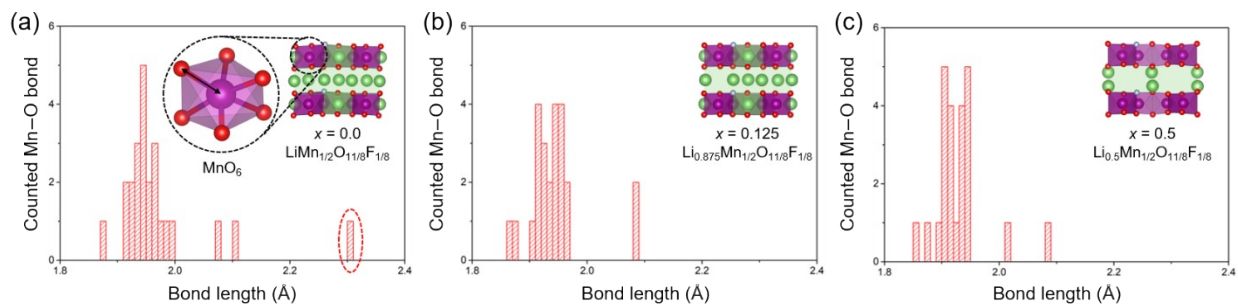 (a)
6
4
2
0
Counted Mn–O bond
1.8 2.0 2.2 2.4
Bond length (Å)
MnO6
x = 0.0
LiMn1/2O11/8F1/8
(b)
6
4
2
0
Counted Mn–O bond
1.8 2.0 2.2 2.4
Bond length (Å)
x = 0.125
Li0.875Mn1/2O11/8F1/8
(c)
6
4
2
0
Counted Mn–O bond
1.8 2.0 2.2 2.4
Bond length (Å)
x = 0.5
Li0.5Mn1/2O11/8F1/8